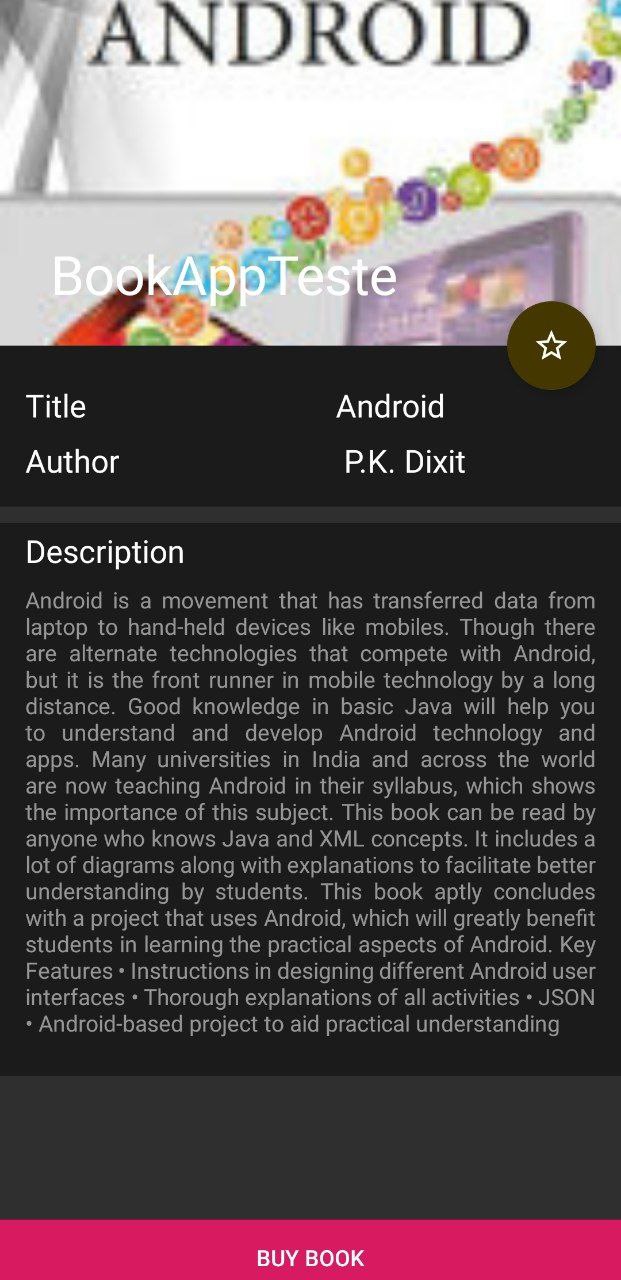 ANDROID
BookAppTeste
Title Android
Author P.K. Dixit
Description
Android is a movement that has transferred data from
laptop to hand-held devices like mobiles. Though there
are alternate technologies that compete with Android,
but it is the front runner in mobile technology by a long
distance. Good knowledge in basic Java will help you
to understand and develop Android technology and
apps. Many universities in India and across the world
are now teaching Android in their syllabus, which shows
the importance of this subject. This book can be read by
anyone who knows Java and XML concepts. It includes a
lot of diagrams along with explanations to facilitate better
understanding by students. This book aptly concludes
with a project that uses Android, which will greatly benefit
students in learning the practical aspects of Android. Key
Features • Instructions in designing different Android user
interfaces • Thorough explanations of all activities • JSON
• Android-based project to aid practical understanding
BUY BOOK